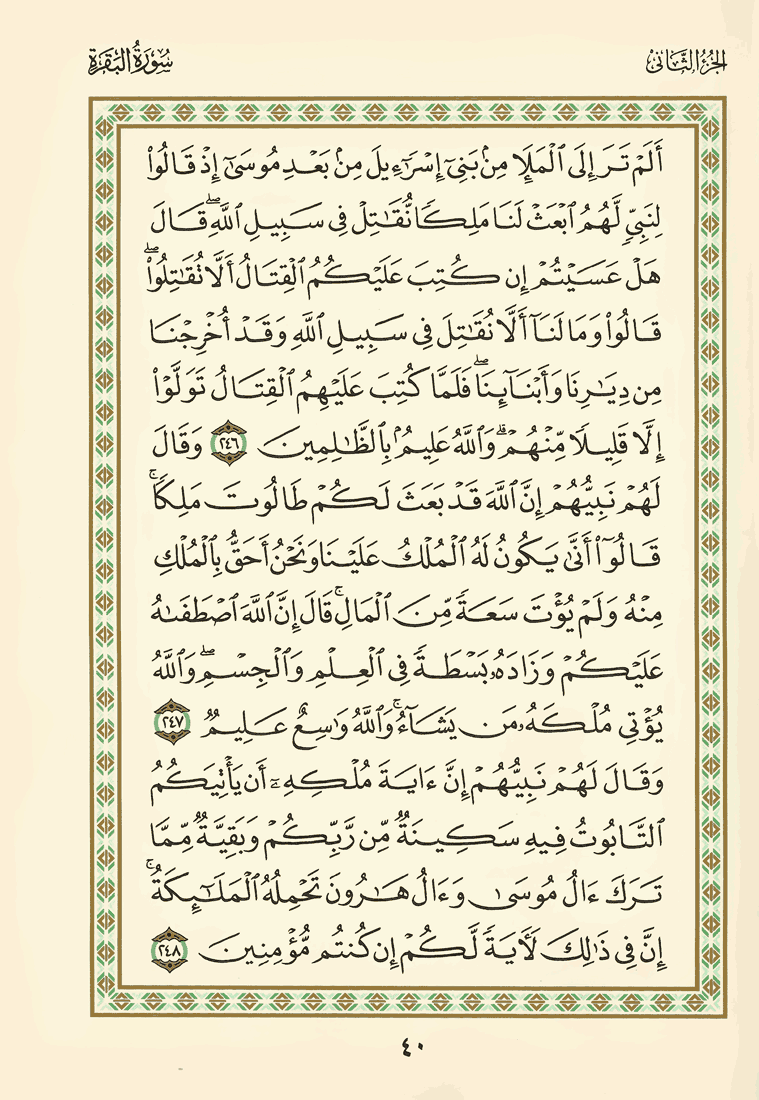 الجزء الثاني
سورة البقرة
أَلَمْ تَرَ إِلَى ٱلْمَلَإِ مِنۢ بَنِىٓ إِسْرَٰٓءِيلَ مِنۢ بَعْدِ مُوسَىٰٓ إِذْ قَالُوا۟
لِنَبِىٍّ لَّهُمُ ٱبْعَثْ لَنَا مَلِكًا نُّقَـٰتِلْ فِى سَبِيلِ ٱللَّهِ ۖ قَالَ
هَلْ عَسَيْتُمْ إِن كُتِبَ عَلَيْكُمُ ٱلْقِتَالُ أَلَّا تُقَـٰتِلُوا۟ ۖ
قَالُوا۟ وَمَا لَنَآ أَلَّا نُقَـٰتِلَ فِى سَبِيلِ ٱللَّهِ وَقَدْ أُخْرِجْنَا
مِن دِيَـٰرِنَا وَأَبْنَآئِنَا ۖ فَلَمَّا كُتِبَ عَلَيْهِمُ ٱلْقِتَالُ تَوَلَّوْا۟
إِلَّا قَلِيلًا مِّنْهُمْ ۗ وَٱللَّهُ عَلِيمٌۢ بِٱلظَّـٰلِمِينَ ٢٤٦ وَقَالَ
لَهُمْ نَبِيُّهُمْ إِنَّ ٱللَّهَ قَدْ بَعَثَ لَكُمْ طَالُوتَ مَلِكًا ۚ
قَالُوٓا۟ أَنَّىٰ يَكُونُ لَهُ ٱلْمُلْكُ عَلَيْنَا وَنَحْنُ أَحَقُّ بِٱلْمُلْكِ
مِنْهُ وَلَمْ يُؤْتَ سَعَةً مِّنَ ٱلْمَالِ ۚ قَالَ إِنَّ ٱللَّهَ ٱصْطَفَىٰهُ
عَلَيْكُمْ وَزَادَهُۥ بَسْطَةً فِى ٱلْعِلْمِ وَٱلْجِسْمِ ۖ وَٱللَّهُ
يُؤْتِى مُلْكَهُۥ مَن يَشَآءُ ۚ وَٱللَّهُ وَٰسِعٌ عَلِيمٌ ٢٤٧
وَقَالَ لَهُمْ نَبِيُّهُمْ إِنَّ ءَايَةَ مُلْكِهِۦٓ أَن يَأْتِيَكُمُ
ٱلتَّابُوتُ فِيهِ سَكِينَةٌ مِّن رَّبِّكُمْ وَبَقِيَّةٌ مِّمَّا
تَرَكَ ءَالُ مُوسَىٰ وَءَالُ هَـٰرُونَ تَحْمِلُهُ ٱلْمَلَـٰٓئِكَةُ ۚ
إِنَّ فِى ذَٰلِكَ لَـَٔايَةً لَّكُمْ إِن كُنتُم مُّؤْمِنِينَ ٢٤٨
٤٠